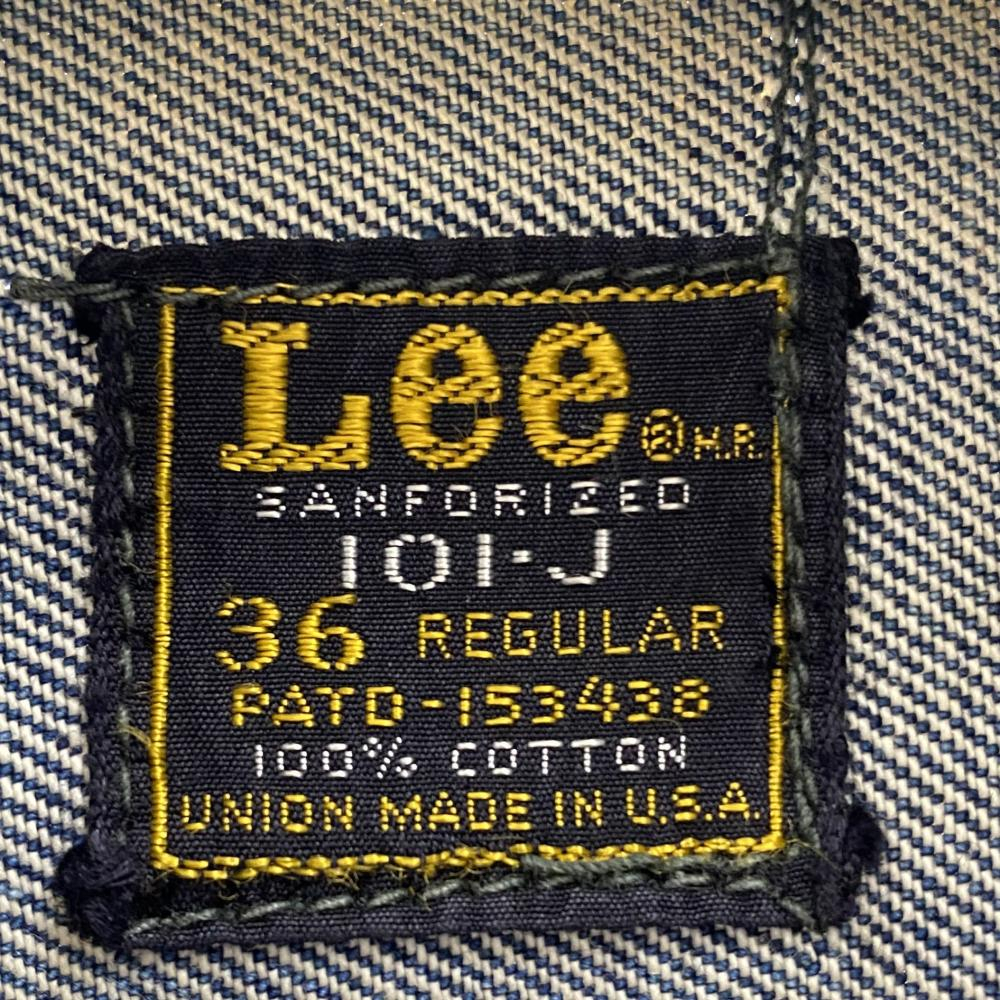 Lee ® M.R.
SANFORIZED
101-J
36 REGULAR
PATD-153438
100% COTTON
UNION MADE IN U.S.A.